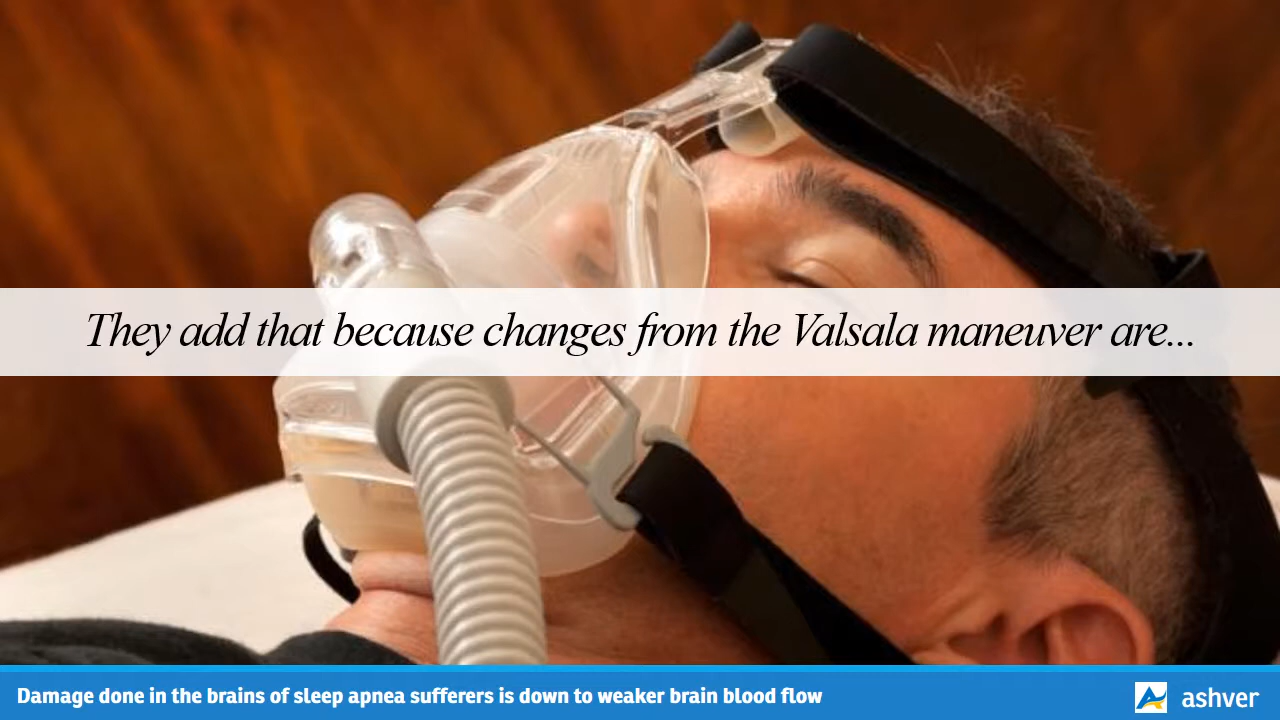 They add that because changes from the Valsala maneuver are...
Damage done in the brains of sleep apnea sufferers is down to weaker brain blood flow
ashver